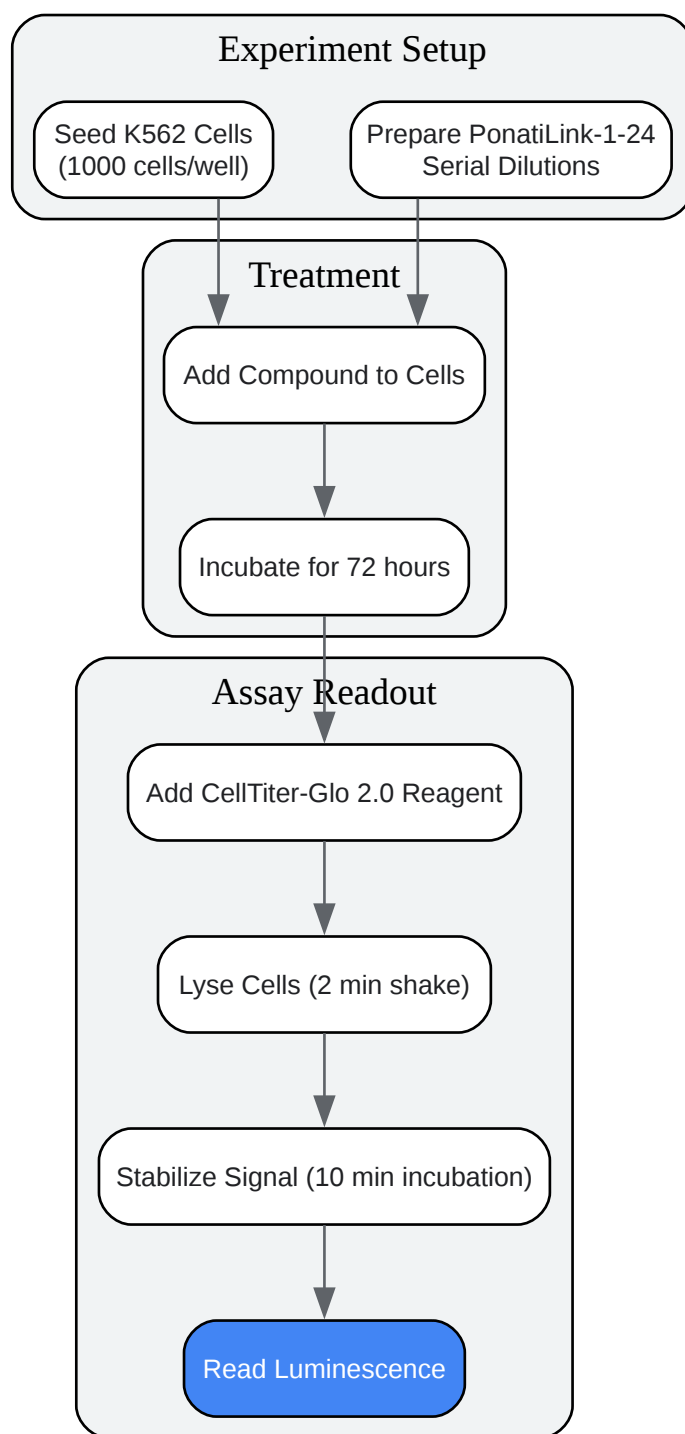 Experiment Setup
Seed K562 Cells
(1000 cells/well)
Prepare PonatiLink-1-24
Serial Dilutions
Treatment
Add Compound to Cells
Incubate for 72 hours
Assay Readout
Add CellTiter-Glo 2.0 Reagent
Lyse Cells (2 min shake)
Stabilize Signal (10 min incubation)
Read Luminescence